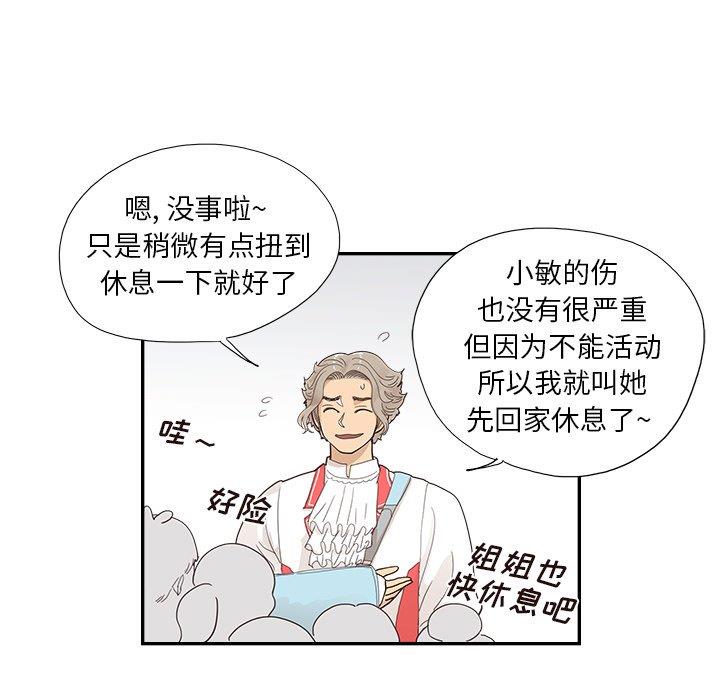 嗯, 没事啦~
只是稍微有点扭到
休息一下就好了
小敏的伤
也没有很严重
但因为不能活动
所以我就叫她
先回家休息了~
哇~
好险
姐姐也
快休息吧